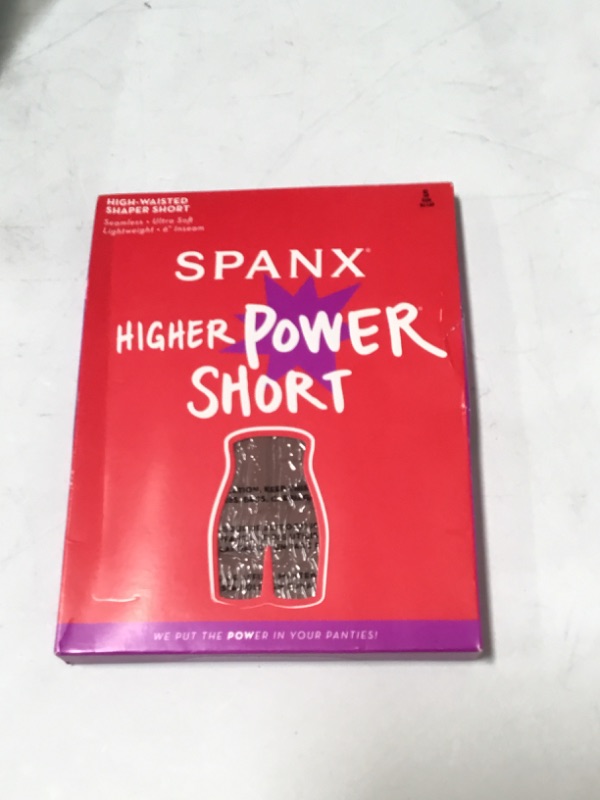 HIGH-WAISTED
SHAPER SHORT
Seamless • Ultra Soft
Lightweight • 6" Inseam
S
SPANX®
HIGHER POWER®
SHORT
WE PUT THE POWER IN YOUR PANTIES!